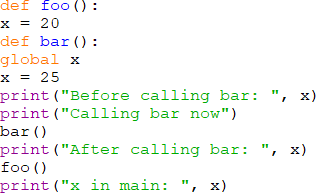 def foo():
x = 20
def bar():
global x
x = 25
print("Before calling bar: ", x)
print("Calling bar now")
bar()
print("After calling bar: ", x)
foo()
print("x in main: ", x)